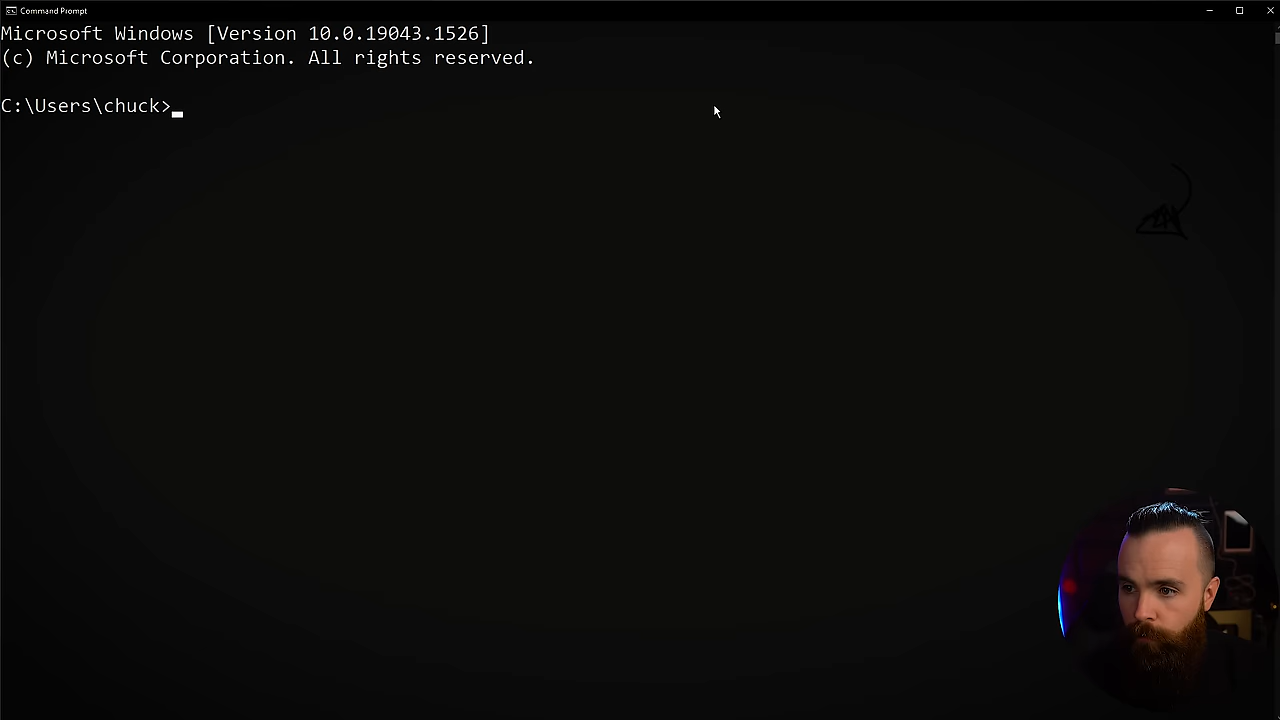 Command Prompt
Microsoft Windows [Version 10.0.19043.1526]
(c) Microsoft Corporation. All rights reserved.
C:\Users\chuck>